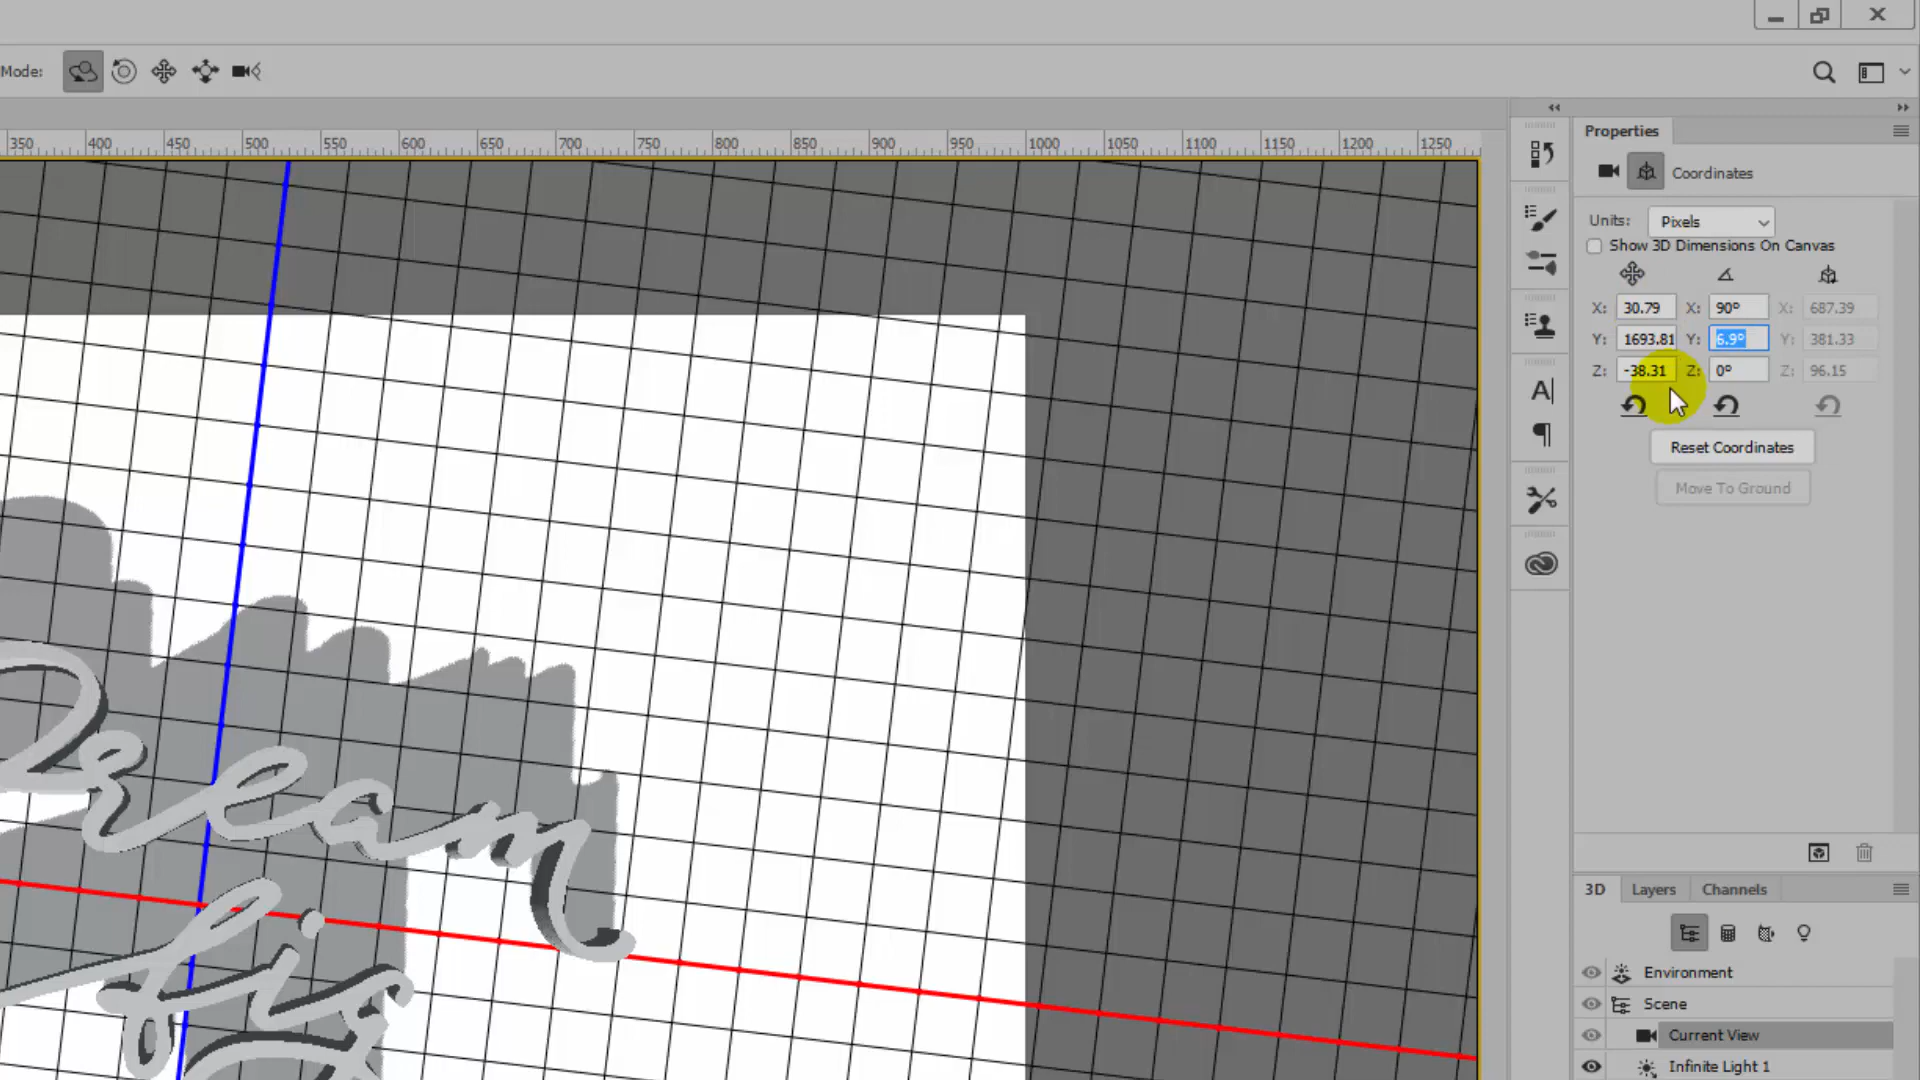 Mode:
350 400 450 500 550 600 650 700 750 800 850 900 950 1000 1050 1100 1150 1200 1250
Properties
Coordinates
Units: Pixels
Show 3D Dimensions On Canvas
X: 30.79 X: 90° X: 687.39
Y: 1693.81 Y: 6.9° Y: 381.33
Z: -38.31 Z: 0° Z: 96.15
Reset Coordinates
Move To Ground
Dream
3D Layers Channels
Environment
Scene
Current View
Infinite Light 1